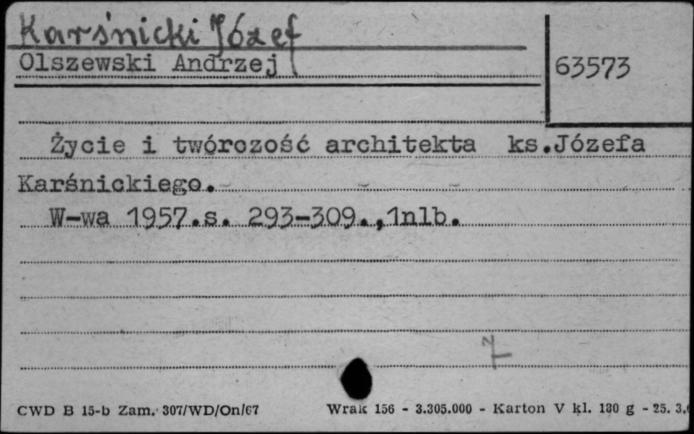 Karśnicki Józef
Olszewski Andrzej
63573
Życie i twórczość architekta ks.Józefa
Karśnickiego.
W-wa 1957.s. 293-309.,1nlb.
CWD B 15-b Zam. 307/WD/On/67 Wrak 156 - 3.305.000 - Karton V kl. 180 g - 25. 3.